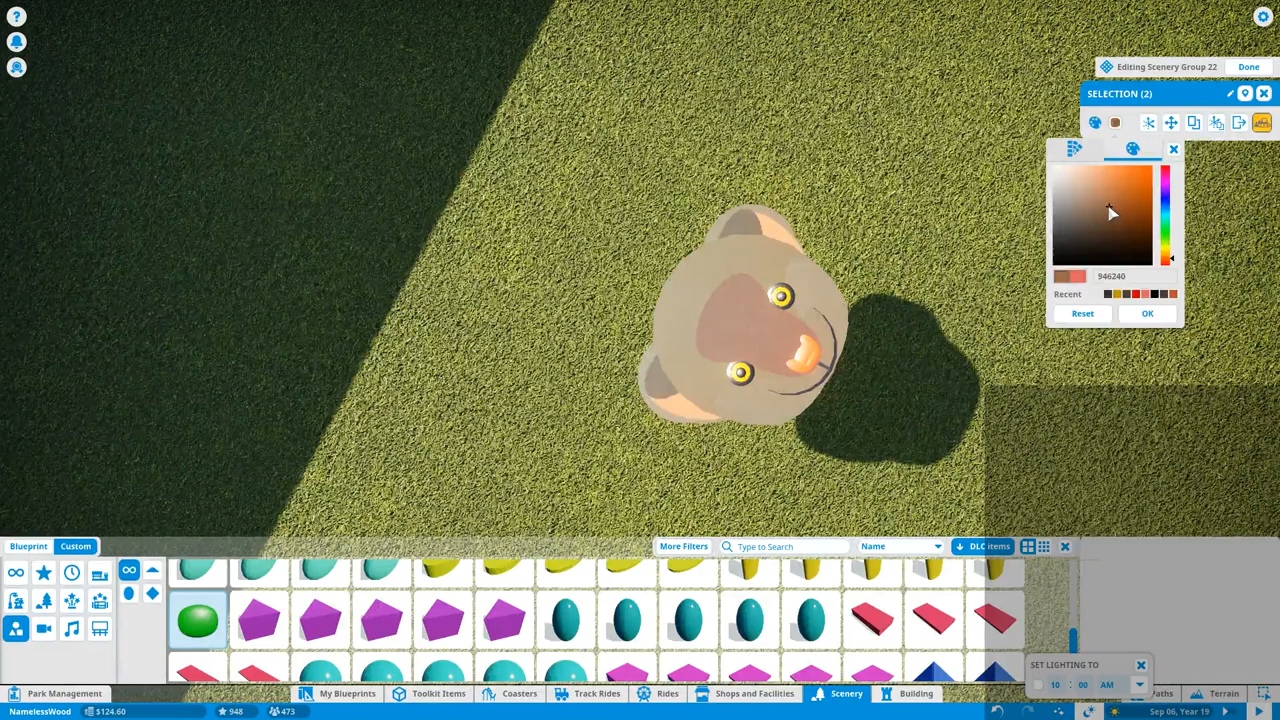 ?
Editing Scenery Group 22 Done
SELECTION (2)
946240
Recent
Reset OK
Blueprint Custom More Filters Type to Search Name DLC items
SET LIGHTING TO
10 : 00 AM
Park Management My Blueprints Toolkit Items Coasters Track Rides Rides Shops and Facilities Scenery Building Paths Terrain
NamelessWood $124.60 948 473 Sep 06, Year 19